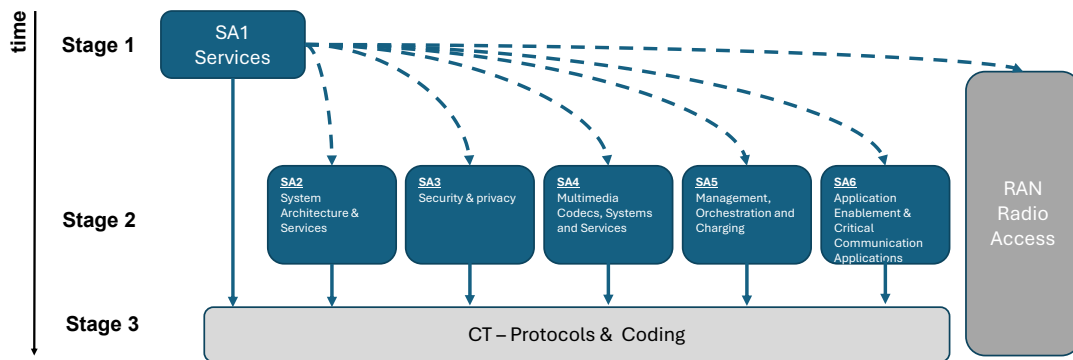 time
Stage 1
SA1
Services
Stage 2
SA2
System
Architecture &
Services
SA3
Security & privacy
SA4
Multimedia
Codecs, Systems
and Services
SA5
Management,
Orchestration and
Charging
SA6
Application
Enablement &
Critical
Communication
Applications
RAN
Radio
Access
Stage 3
CT – Protocols & Coding